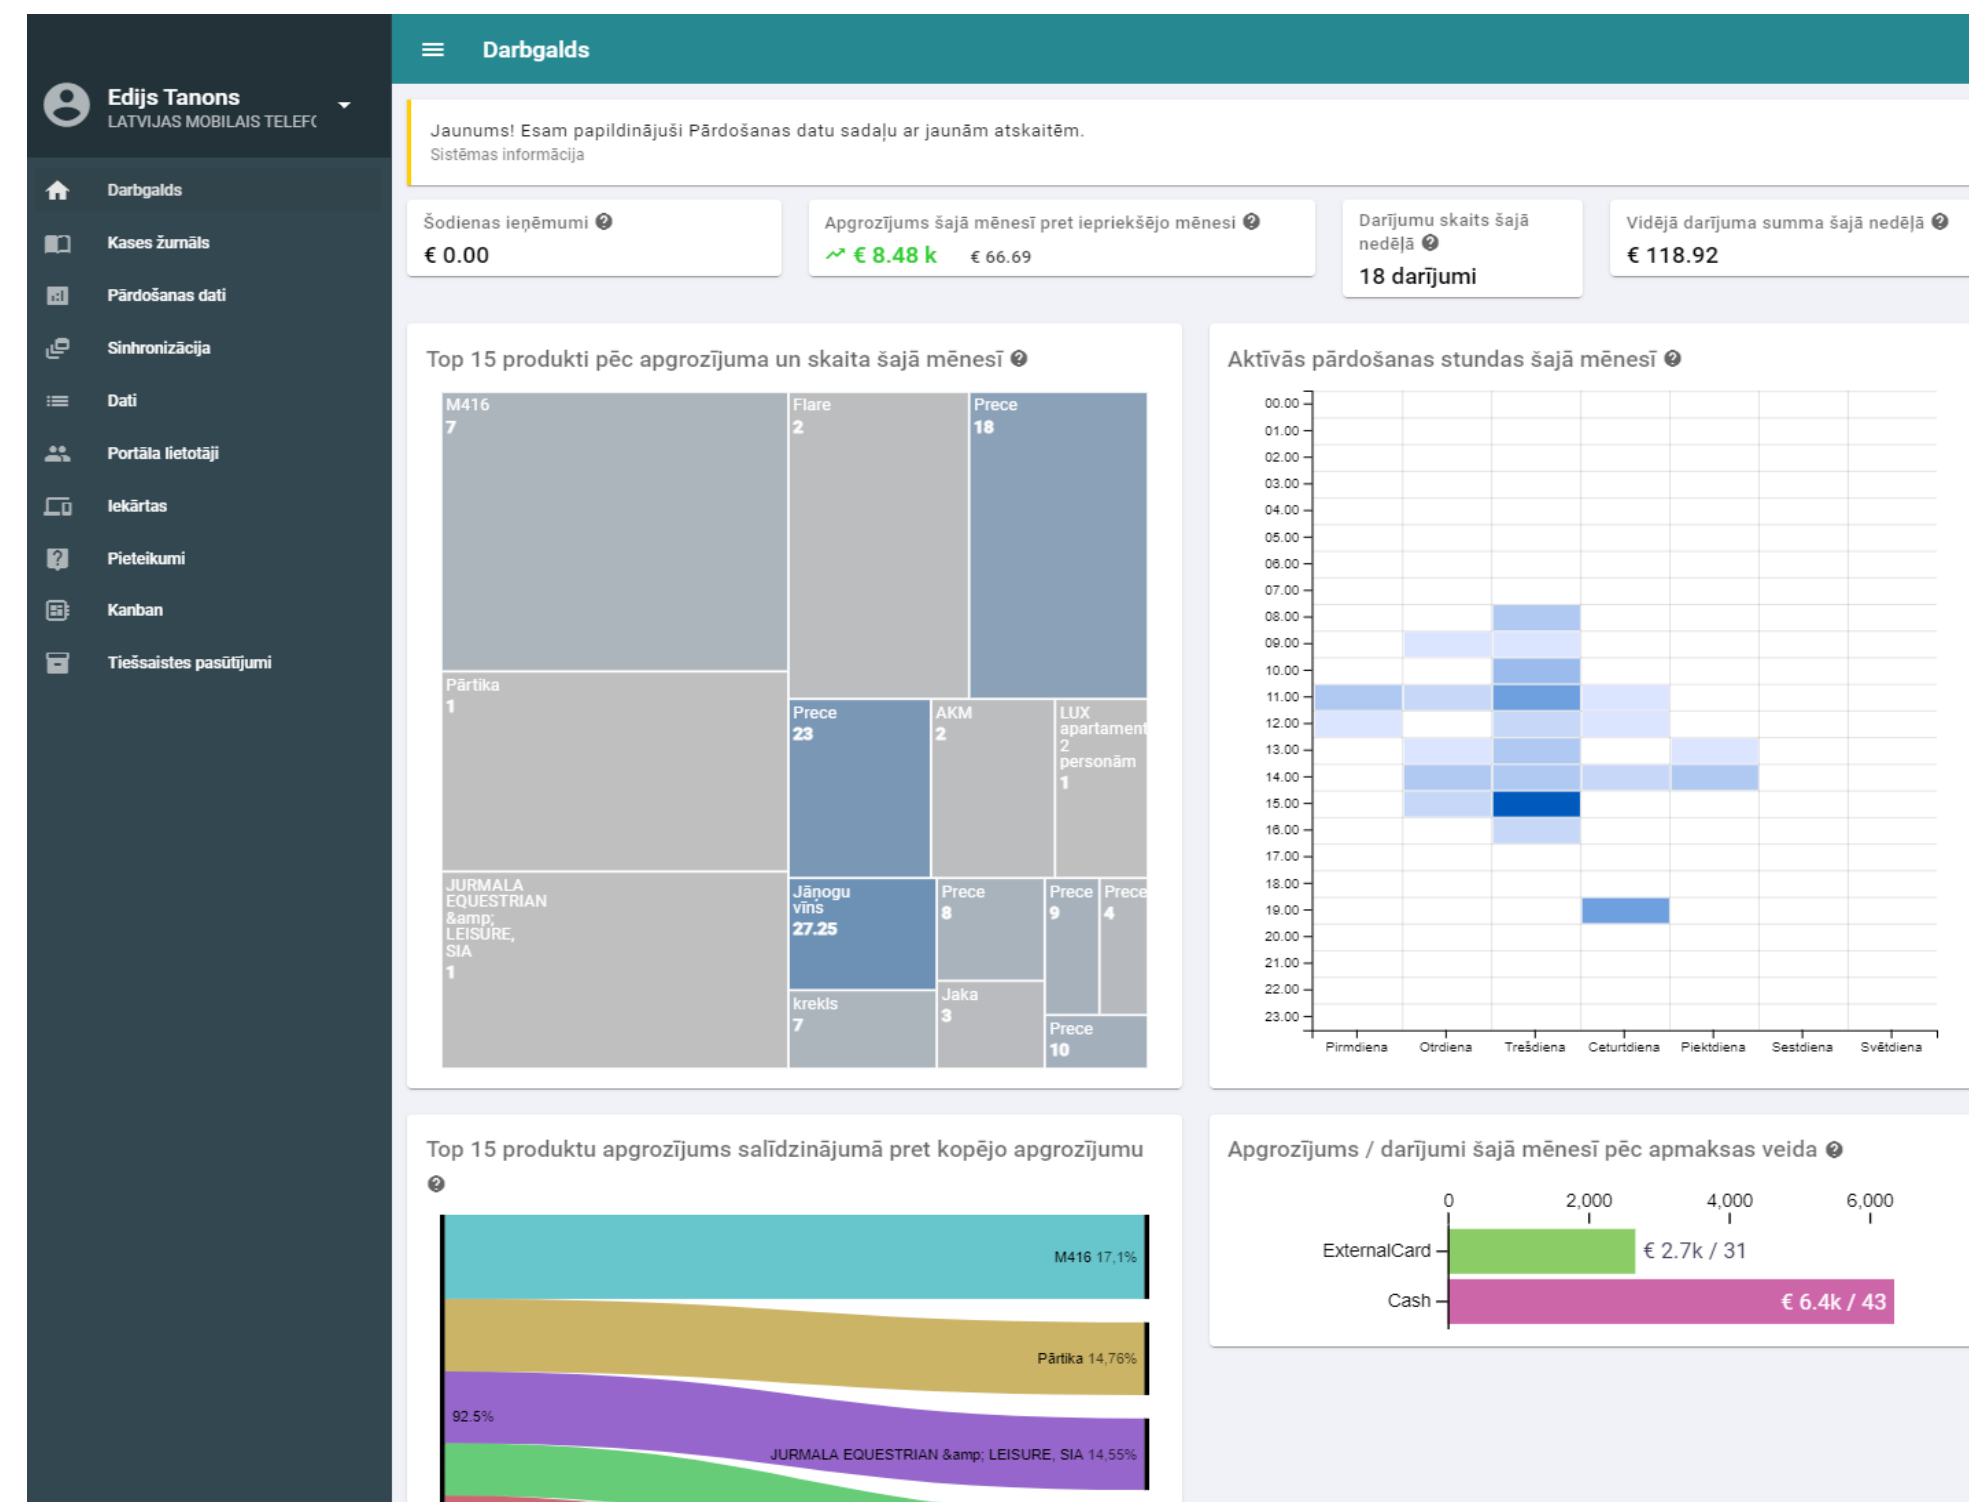 Edijs Tanons
LATVIJAS MOBILAIS TELEF
Darbgalds
Kases žurnāls
Pārdošanas dati
Sinhronizācija
Dati
Portāla lietotāji
Iekārtas
Pieteikumi
Kanban
Tiešsaistes pasūtījumi
Darbgalds
Jaunums! Esam papildinājuši Pārdošanas datu sadaļu ar jaunām atskaitēm.
Sistēmas informācija
Šodienas ieņēmumi
€ 0.00
Apgrozījums šajā mēnesī pret iepriekšējo mēnesi
€ 8.48 k € 66.69
Darījumu skaits šajā
nedēļā
18 darījumi
Vidējā darījuma summa šajā nedēļā
€ 118.92
Top 15 produkti pēc apgrozījuma un skaita šajā mēnesī
M416
7
Flare
2
Prece
18
Pārtika
1
Prece
23
AKM
2
LUX
apartament
2
personām
1
JURMALA
EQUESTRIAN
&amp;
LEISURE,
SIA
1
Jāņogu
vīns
27.25
Prece
8
Prece
9
Prece
4
krekls
7
Jaka
3
Prece
10
Aktīvās pārdošanas stundas šajā mēnesī
00.00
01.00
02.00
03.00
04.00
05.00
06.00
07.00
08.00
09.00
10.00
11.00
12.00
13.00
14.00
15.00
16.00
17.00
18.00
19.00
20.00
21.00
22.00
23.00
Pirmdiena Otrdiena Trešdiena Ceturtdiena Piektdiena Sestdiena Svētdiena
Top 15 produktu apgrozījums salīdzinājumā pret kopējo apgrozījumu
M416 17,1%
Pārtika 14,76%
92.5%
JURMALA EQUESTRIAN &amp; LEISURE, SIA 14,55%
Apgrozījums / darījumi šajā mēnesī pēc apmaksas veida
0 2,000 4,000 6,000
ExternalCard € 2.7k / 31
Cash € 6.4k / 43